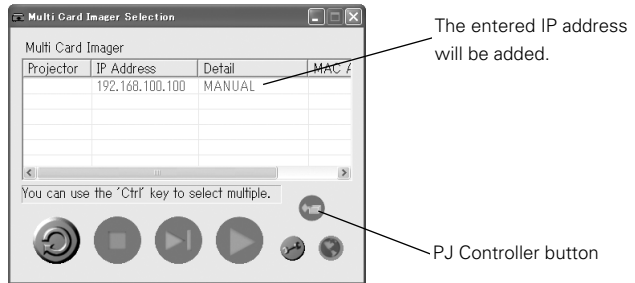 Multi Card Imager Selection
The entered IP address
will be added.
Multi Card Imager
Projector IP Address Detail MAC A
192.168.100.100 MANUAL
You can use the 'Ctrl' key to select multiple.
PJ Controller button